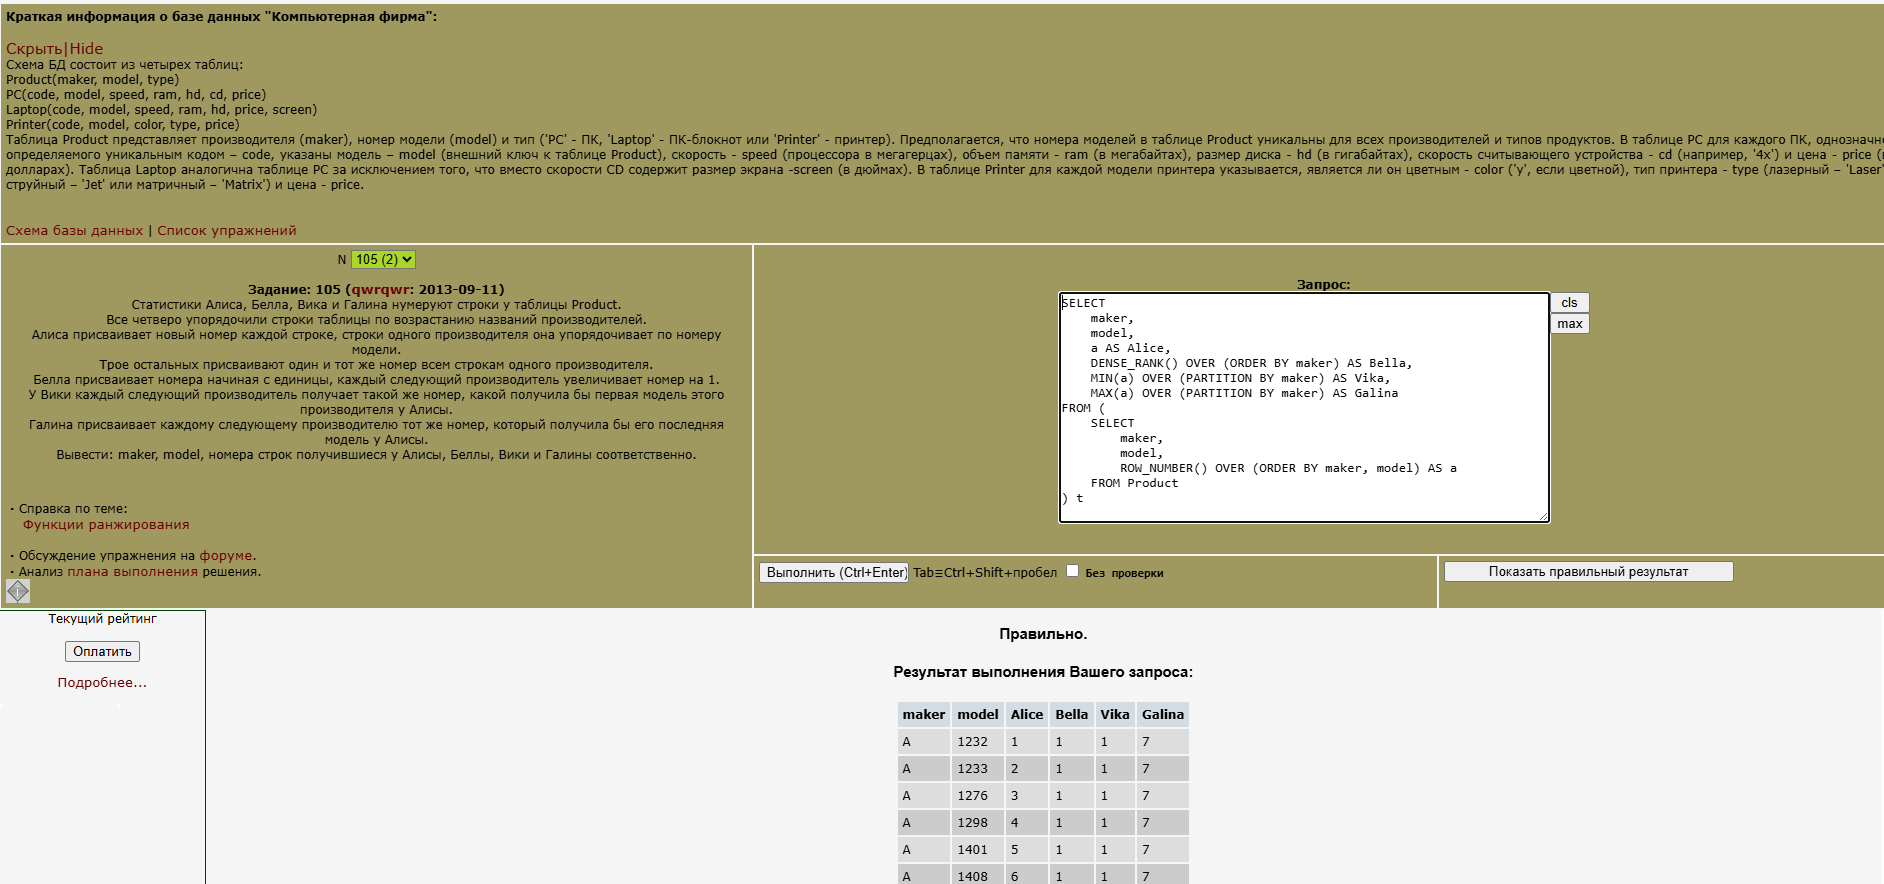 Краткая информация о базе данных "Компьютерная фирма":
Скрыть|Hide
Схема БД состоит из четырех таблиц:
Product(maker, model, type)
PC(code, model, speed, ram, hd, cd, price)
Laptop(code, model, speed, ram, hd, price, screen)
Printer(code, model, color, type, price)
Таблица Product представляет производителя (maker), номер модели (model) и тип ('PC' - ПК, 'Laptop' - ПК-блокнот или 'Printer' - принтер). Предполагается, что номера моделей в таблице Product уникальны для всех производителей и типов продуктов. В таблице PC для каждого ПК, однозначно
определяемого уникальным кодом – code, указаны модель – model (внешний ключ к таблице Product), скорость - speed (процессора в мегагерцах), объем памяти - ram (в мегабайтах), размер диска - hd (в гигабайтах), скорость считывающего устройства - cd (например, '4x') и цена - price (в
долларах). Таблица Laptop аналогична таблице РС за исключением того, что вместо скорости CD содержит размер экрана -screen (в дюймах). В таблице Printer для каждой модели принтера указывается, является ли он цветным - color ('y', если цветной), тип принтера - type (лазерный – 'Laser'
струйный – 'Jet' или матричный – 'Matrix') и цена - price.
Схема базы данных | Список упражнений
N 105 (2)
Задание: 105 (qwrqwr: 2013-09-11)
Статистики Алиса, Белла, Вика и Галина нумеруют строки у таблицы Product.
Все четверо упорядочили строки таблицы по возрастанию названий производителей.
Алиса присваивает новый номер каждой строке, строки одного производителя она упорядочивает по номеру
модели.
Трое остальных присваивают один и тот же номер всем строкам одного производителя.
Белла присваивает номера начиная с единицы, каждый следующий производитель увеличивает номер на 1.
У Вики каждый следующий производитель получает такой же номер, какой получила бы первая модель этого
производителя у Алисы.
Галина присваивает каждому следующему производителю тот же номер, который получила бы его последняя
модель у Алисы.
Вывести: maker, model, номера строк получившиеся у Алисы, Беллы, Вики и Галины соответственно.
· Справка по теме:
Функции ранжирования
· Обсуждение упражнения на форуме.
· Анализ плана выполнения решения.
Запрос:
SELECT
    maker,
    model,
    a AS Alice,
    DENSE_RANK() OVER (ORDER BY maker) AS Bella,
    MIN(a) OVER (PARTITION BY maker) AS Vika,
    MAX(a) OVER (PARTITION BY maker) AS Galina
FROM (
    SELECT
        maker,
        model,
        ROW_NUMBER() OVER (ORDER BY maker, model) AS a
    FROM Product
) t
cls
max
Выполнить (Ctrl+Enter) Tab≡Ctrl+Shift+пробел Без проверки
Показать правильный результат
Текущий рейтинг
Оплатить
Подробнее...
Правильно.
Результат выполнения Вашего запроса:
maker model Alice Bella Vika Galina
A 1232 1 1 1 7
A 1233 2 1 1 7
A 1276 3 1 1 7
A 1298 4 1 1 7
A 1401 5 1 1 7
A 1408 6 1 1 7